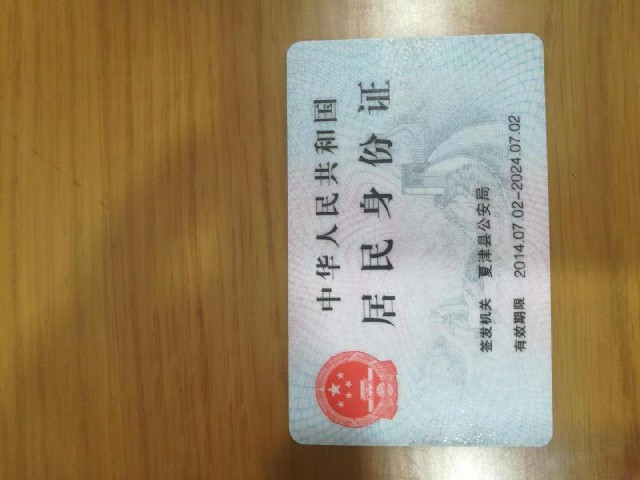 中华人民共和国
居民身份证
签发机关 夏津县公安局
有效期限 2014.07.02-2024.07.02